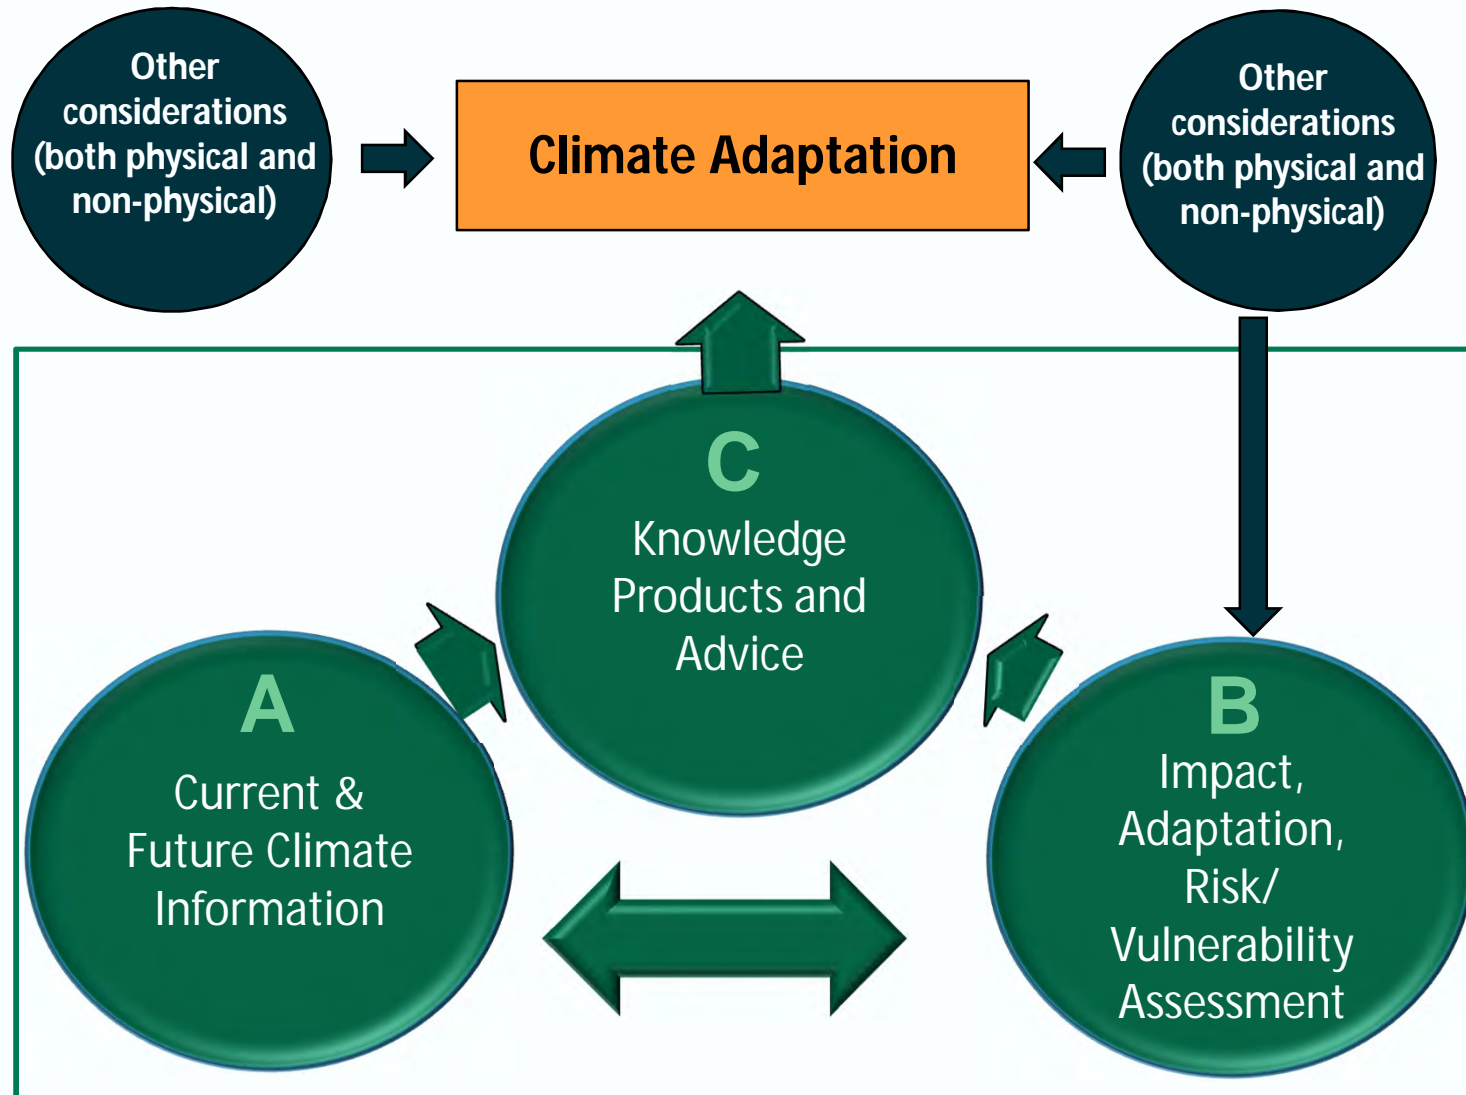 Other
considerations
(both physical and
non-physical)
Climate Adaptation
Other
considerations
(both physical and
non-physical)
C
Knowledge
Products and
Advice
A
Current &
Future Climate
Information
B
Impact,
Adaptation,
Risk/
Vulnerability
Assessment